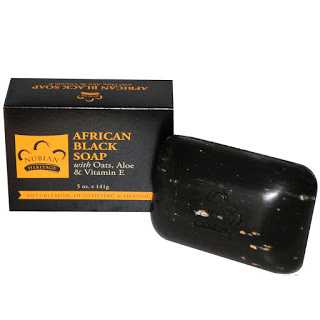 AFRICAN BLACK SOAP
AFRICAN
BLACK
SOAP
with Oats, Aloe
& Vitamin E
5 oz. • 141g
NUBIAN
HERITAGE